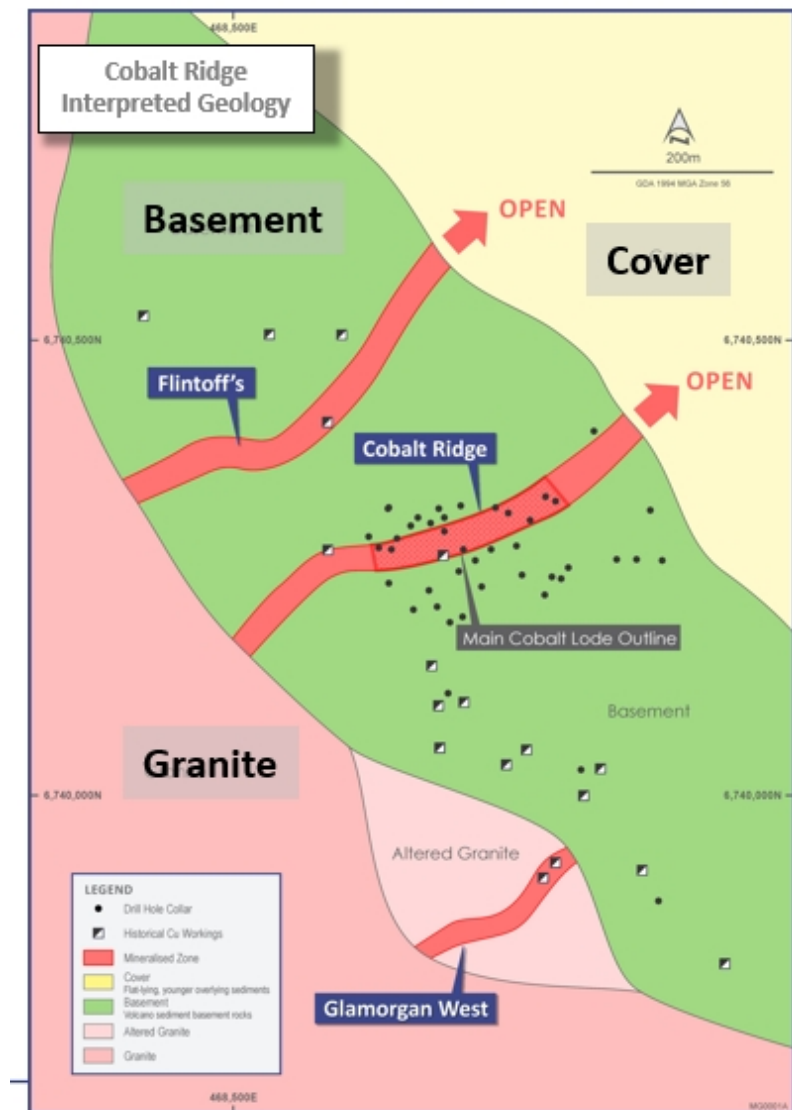 468,500E
Cobalt Ridge
Interpreted Geology
200m
GDA 1994 MGA Zone 56
Basement
OPEN
Cover
6,740,500N
6,740,500N
Flintoff's
OPEN
Cobalt Ridge
Main Cobalt Lode Outline
Basement
Granite
6,740,000N
6,740,000N
Altered Granite
LEGEND
Drill Hole Collar
Historical Cu Workings
Mineralised Zone
Cover
Flat-lying, younger overlying sediments
Basement
Volcano sediment basement rocks
Altered Granite
Granite
Glamorgan West
468,500E
MG0001A